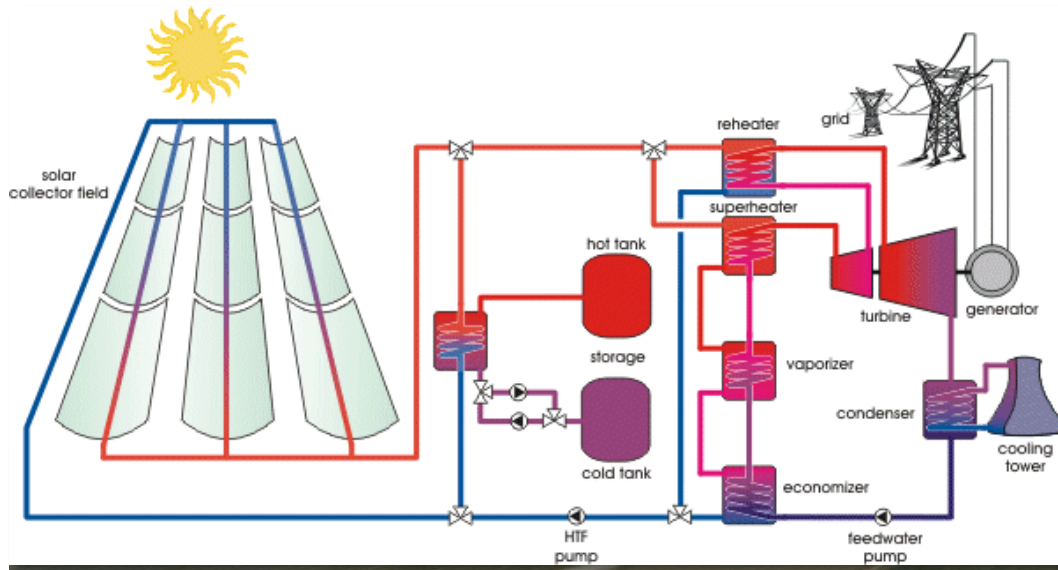 solar
collector field
reheater
grid
superheater
hot tank
storage
cold tank
vaporizer
economizer
turbine
generator
condenser
cooling
tower
HTF
pump
feedwater
pump